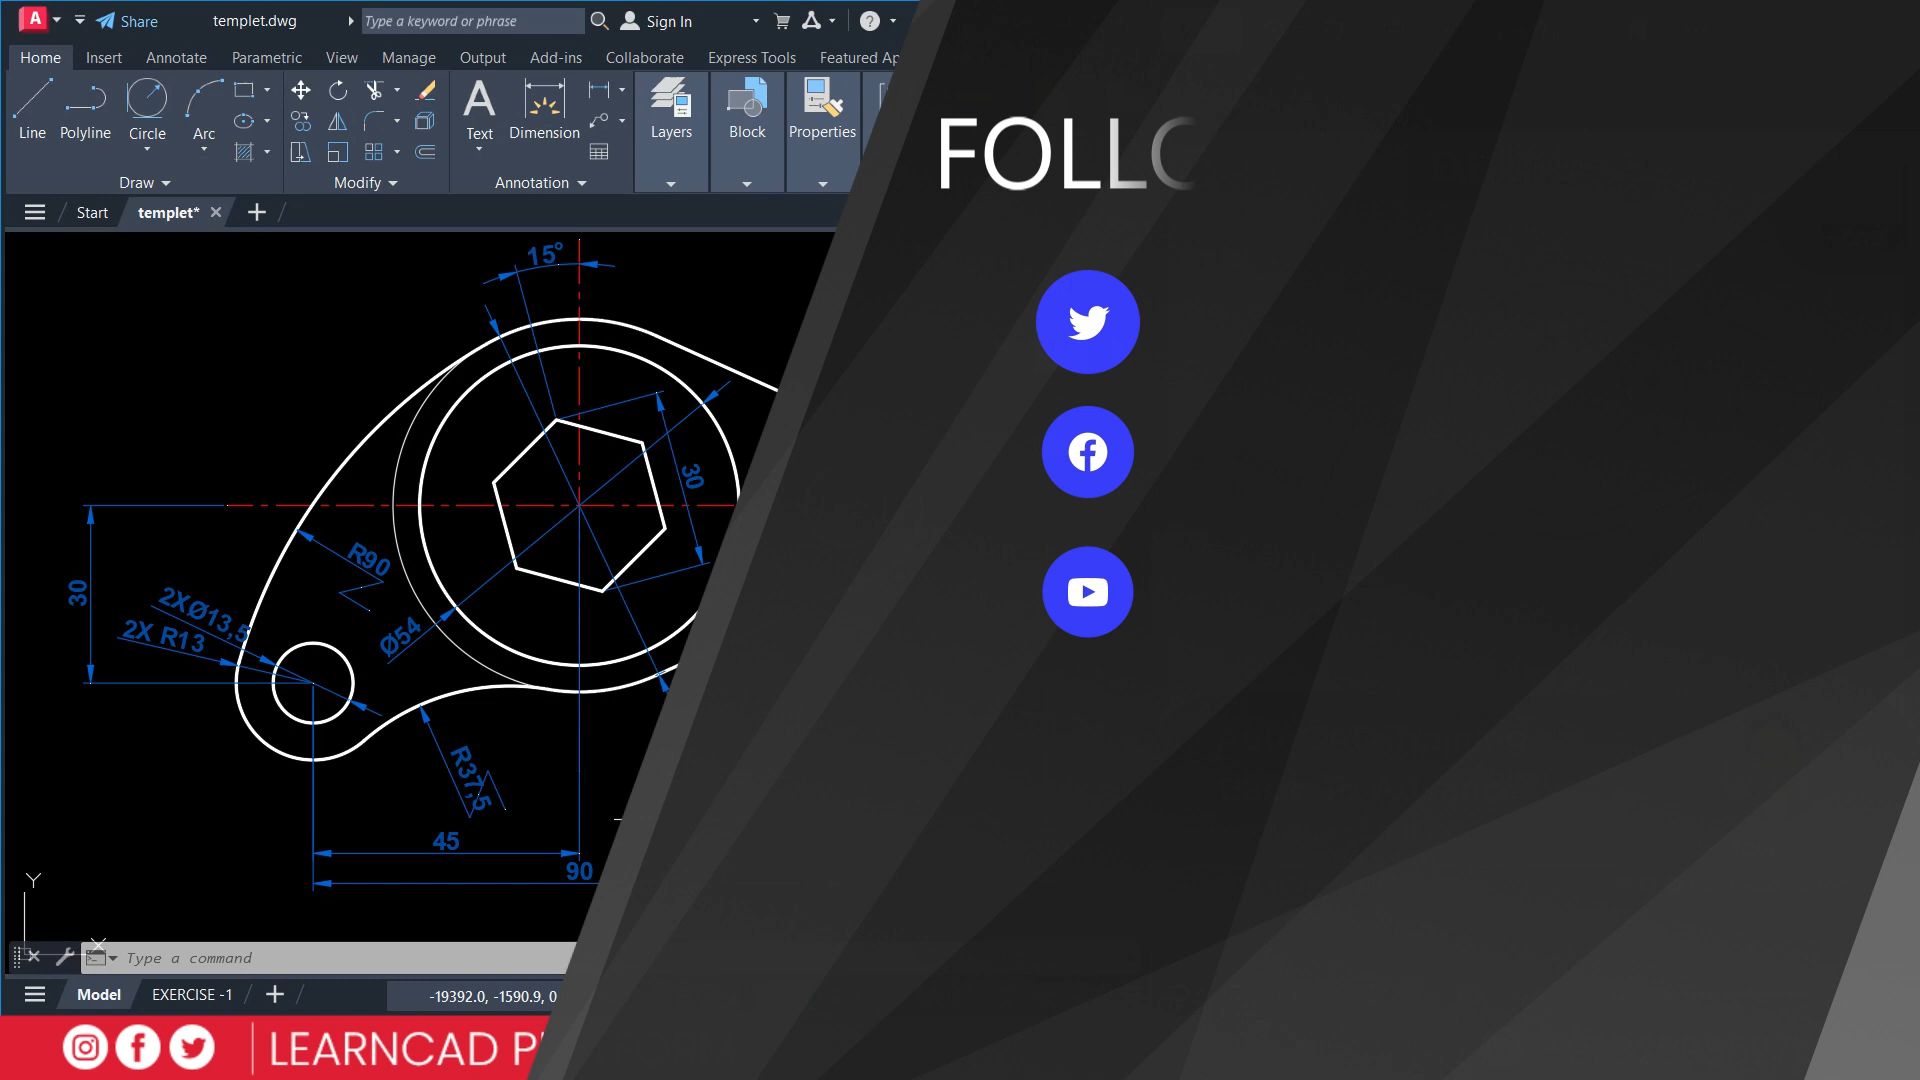 A Share templet.dwg Type a keyword or phrase Sign In ?
Home Insert Annotate Parametric View Manage Output Add-ins Collaborate Express Tools Featured Ap
Line Polyline Circle Arc A Text Dimension Layers Block Properties
Draw Modify Annotation
Start templet* +
FOLLO
15°
30
R90
30
2XØ13,5
2X R13
Ø54
R37,5
45
90
Y
X
Type a command
Model EXERCISE -1 + -19392.0, -1590.9, 0
LEARNCAD P